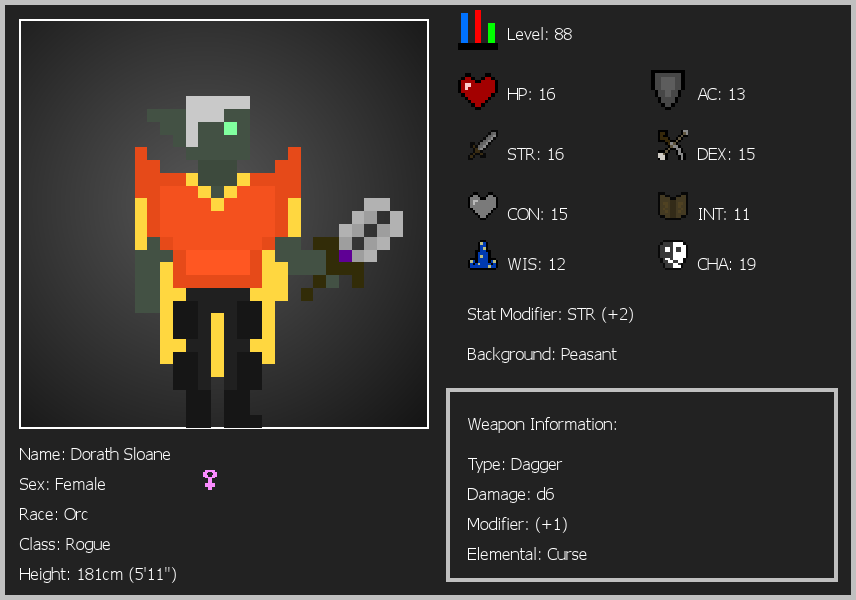 Level: 88
HP: 16
AC: 13
STR: 16
DEX: 15
CON: 15
INT: 11
WIS: 12
CHA: 19
Stat Modifier: STR (+2)
Background: Peasant
Weapon Information:
Type: Dagger
Damage: d6
Modifier: (+1)
Elemental: Curse
Name: Dorath Sloane
Sex: Female
Race: Orc
Class: Rogue
Height: 181cm (5'11")